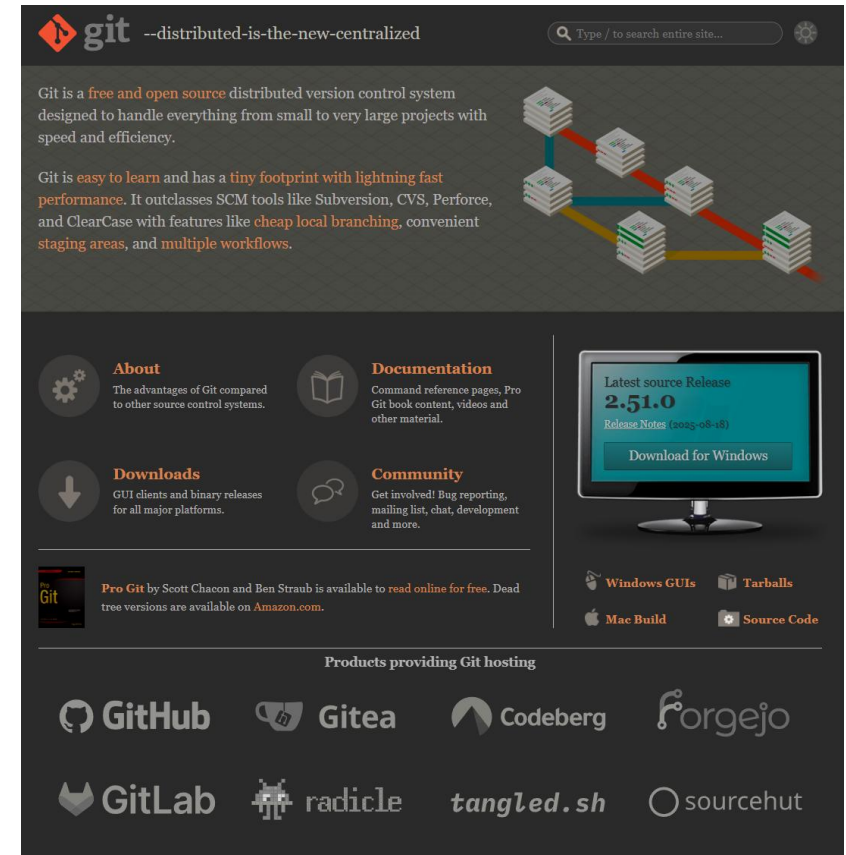 git --distributed-is-the-new-centralized
Type / to search entire site...
Git is a free and open source distributed version control system
designed to handle everything from small to very large projects with
speed and efficiency.
Git is easy to learn and has a tiny footprint with lightning fast
performance. It outclasses SCM tools like Subversion, CVS, Perforce,
and ClearCase with features like cheap local branching, convenient
staging areas, and multiple workflows.
About
The advantages of Git compared
to other source control systems.
Documentation
Command reference pages, Pro
Git book content, videos and
other material.
Downloads
GUI clients and binary releases
for all major platforms.
Community
Get involved! Bug reporting,
mailing list, chat, development
and more.
Pro
Git
Pro Git by Scott Chacon and Ben Straub is available to read online for free. Dead
tree versions are available on Amazon.com.
Latest source Release
2.51.0
Release Notes (2025-08-18)
Download for Windows
Windows GUIs
Tarballs
Mac Build
Source Code
Products providing Git hosting
GitHub
Gitea
Codeberg
Forgejo
GitLab
radicle
tangled.sh
sourcehut